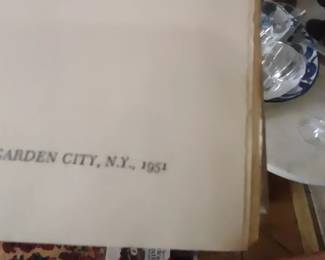 GARDEN CITY, N.Y., 1951